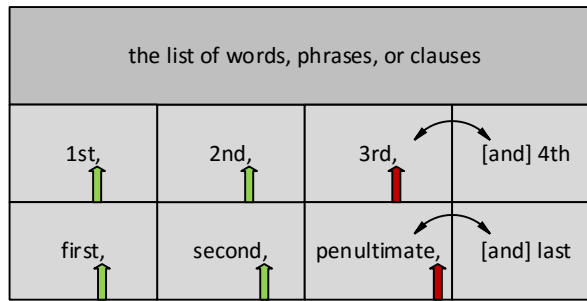 the list of words, phrases, or clauses
1st, 2nd, 3rd, [and] 4th
first, second, penultimate, [and] last